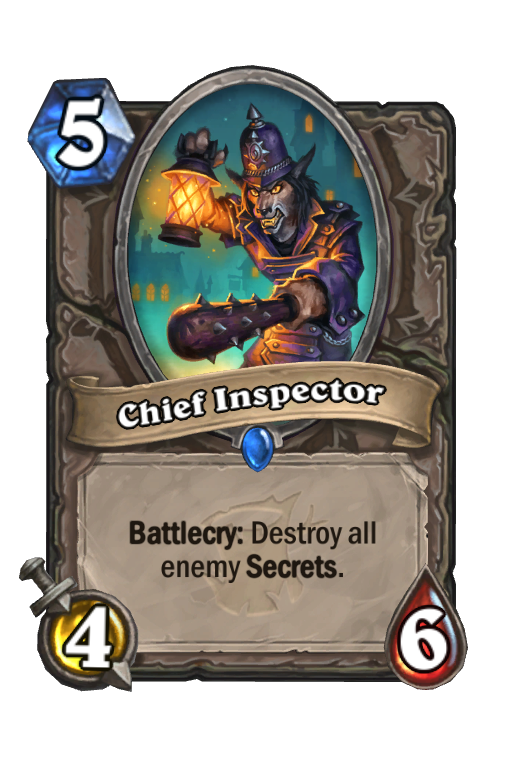 5
Chief Inspector
Battlecry: Destroy all
enemy Secrets.
4
6